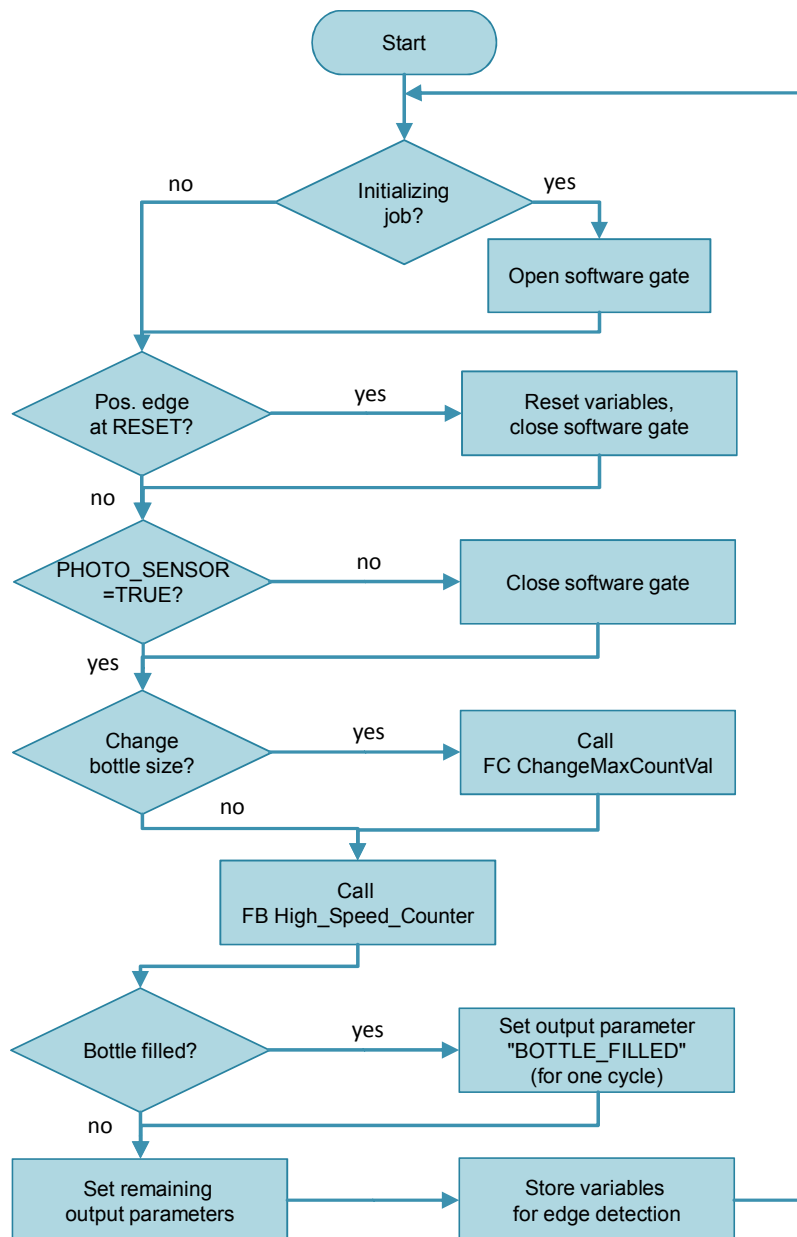 Start
Initializing
job?
no
yes
Open software gate
Pos. edge
at RESET?
yes
Reset variables,
close software gate
no
PHOTO_SENSOR
=TRUE?
no
Close software gate
yes
Change
bottle size?
yes
Call
FC ChangeMaxCountVal
no
Call
FB High_Speed_Counter
Bottle filled?
yes
Set output parameter
"BOTTLE_FILLED"
(for one cycle)
no
Set remaining
output parameters
Store variables
for edge detection